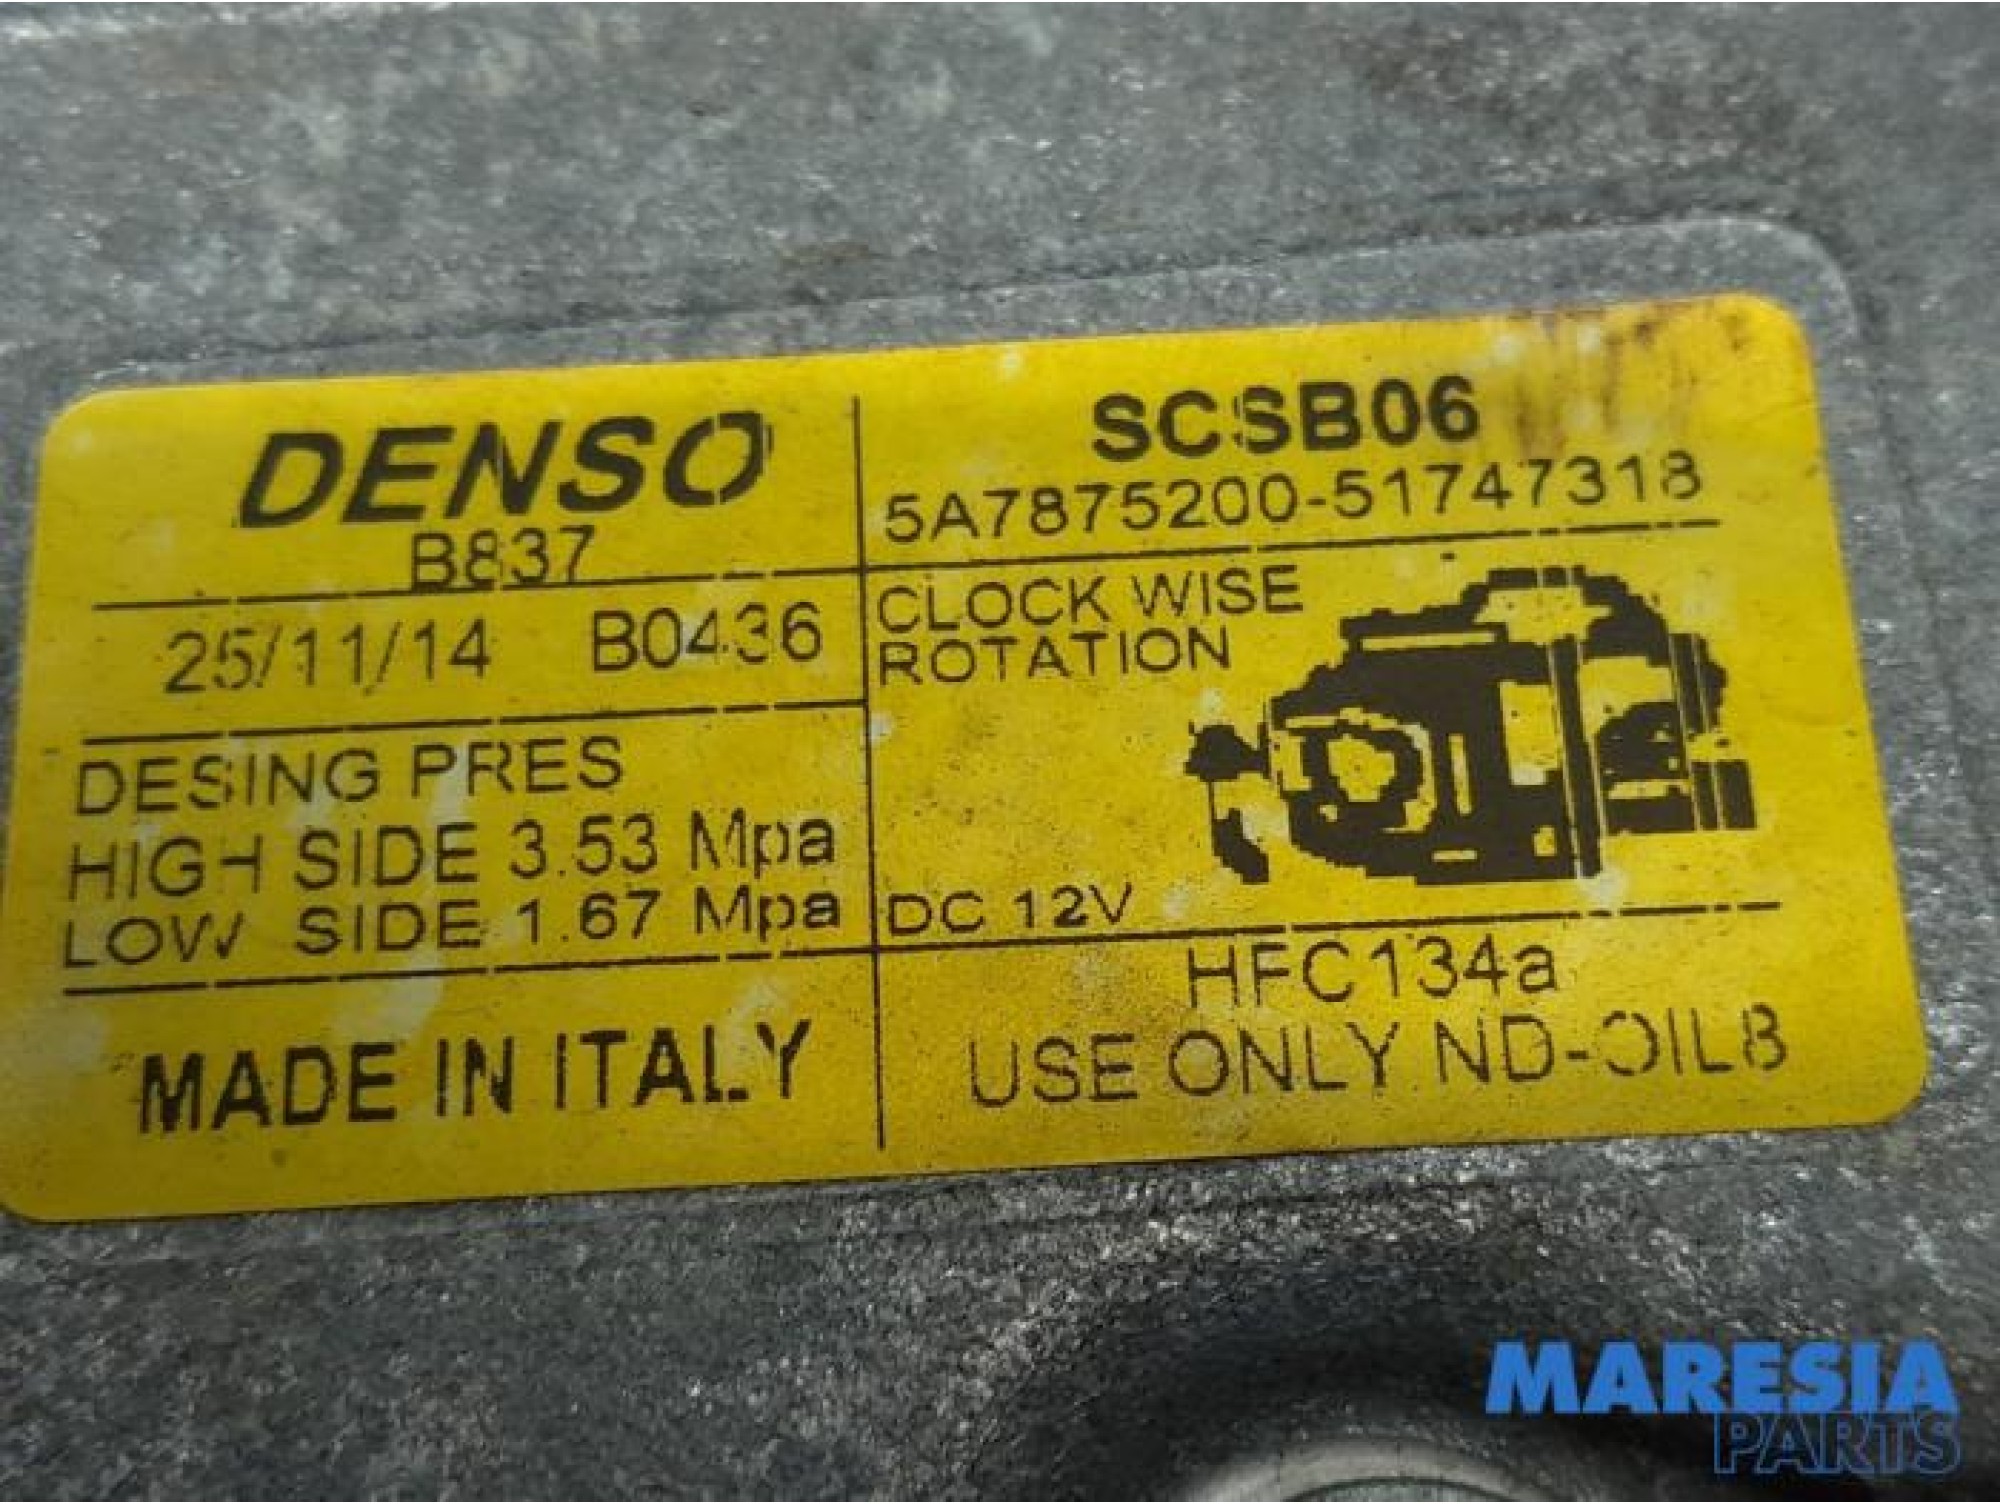 DENSO
B837
25/11/14 B0436
DESING PRES
HIGH SIDE 3.53 Mpa
LOW SIDE 1.67 Mpa
MADE IN ITALY
SCSB06
5A7875200-51747318
CLOCK WISE
ROTATION
DC 12V
HFC134a
USE ONLY ND-OIL8
MARESIA
PARTS